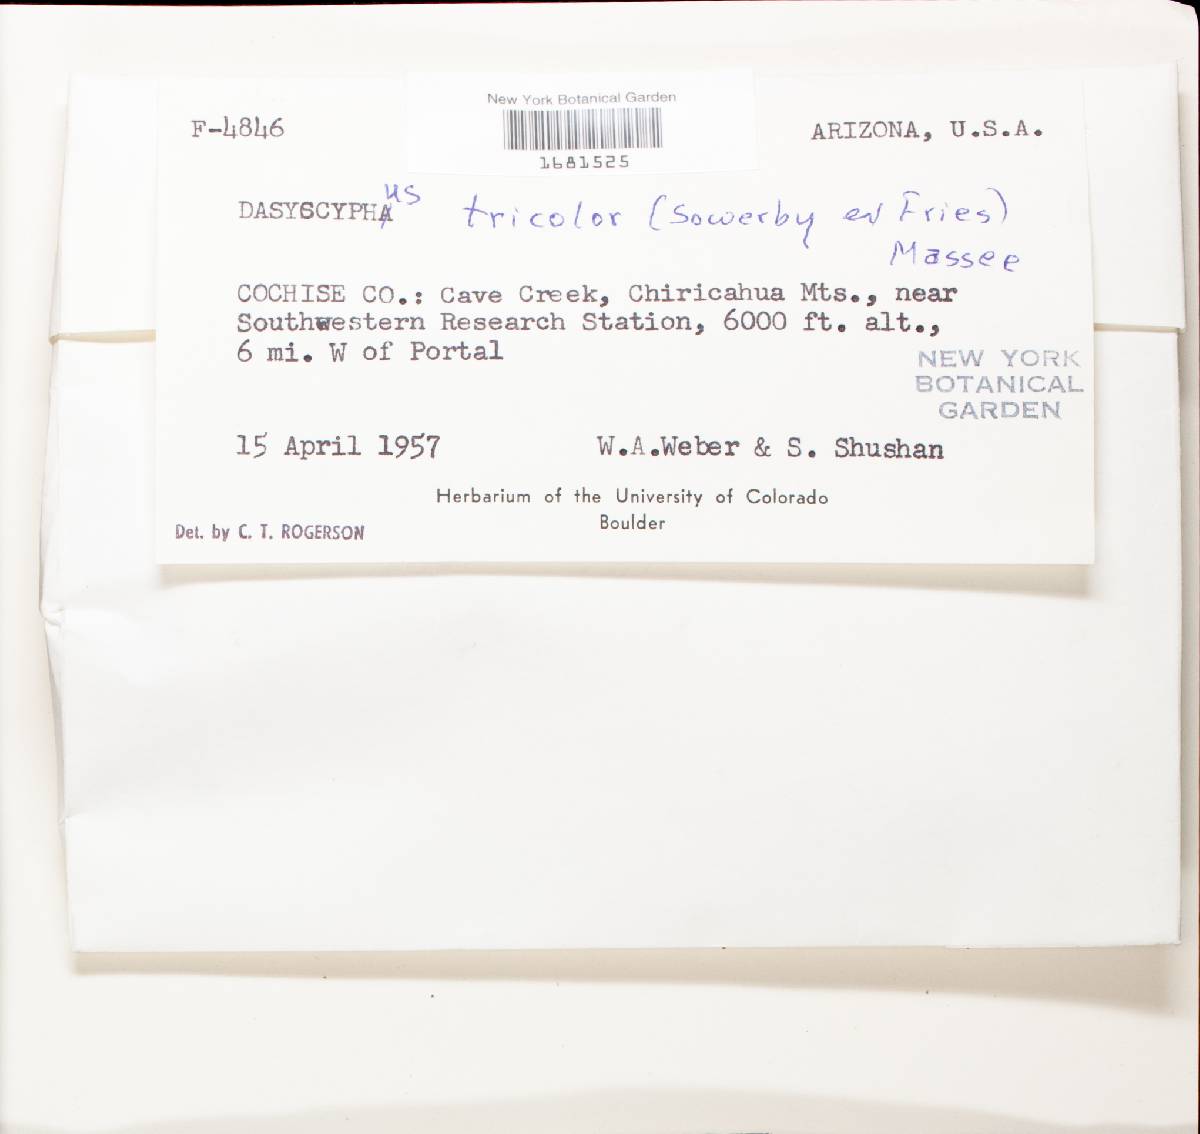 New York Botanical Garden
1681525
F-4846 ARIZONA, U.S.A.
DASYSCYPHUS tricolor (Sowerby ex Fries)
Massee
COCHISE CO.: Cave Creek, Chiricahua Mts., near
Southwestern Research Station, 6000 ft. alt.,
6 mi. W of Portal
NEW YORK
BOTANICAL
GARDEN
15 April 1957 W.A.Weber & S. Shushan
Herbarium of the University of Colorado
Boulder
Det. by C. T. ROGERSON